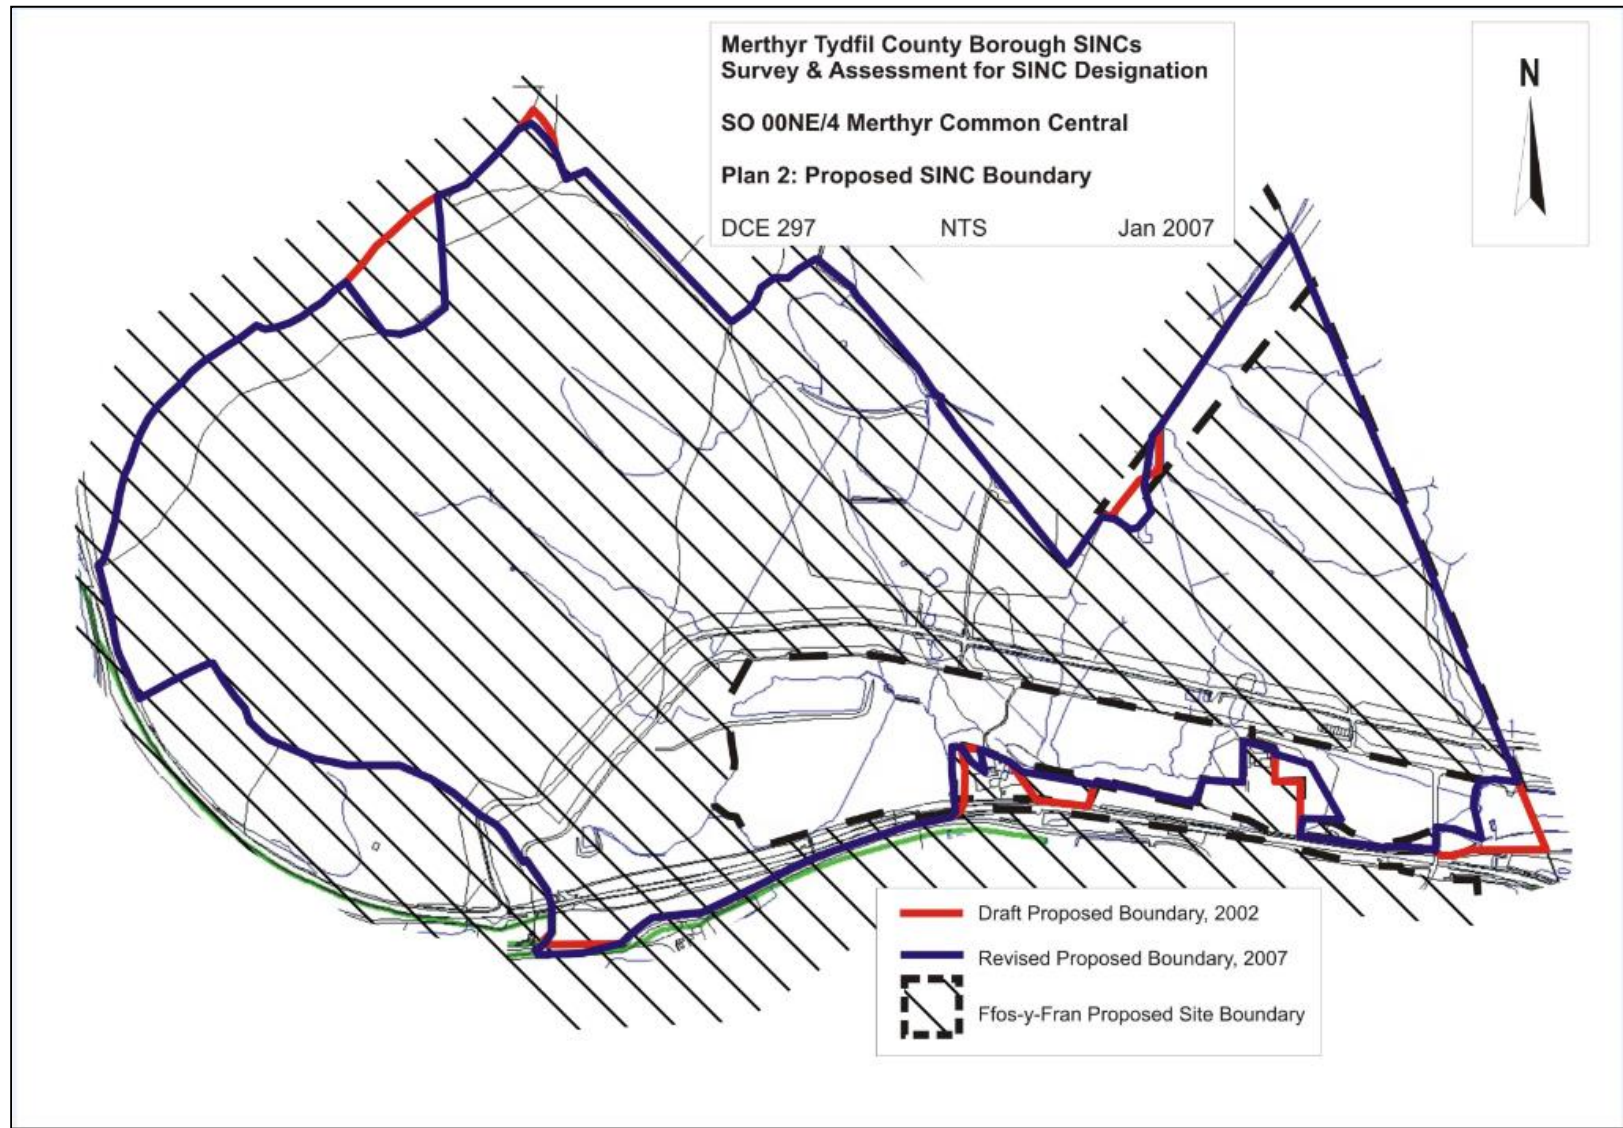 Merthyr Tydfil County Borough SINCs
Survey & Assessment for SINC Designation
SO 00NE/4 Merthyr Common Central
Plan 2: Proposed SINC Boundary
DCE 297 NTS Jan 2007
N
Draft Proposed Boundary, 2002
Revised Proposed Boundary, 2007
Ffos-y-Fran Proposed Site Boundary